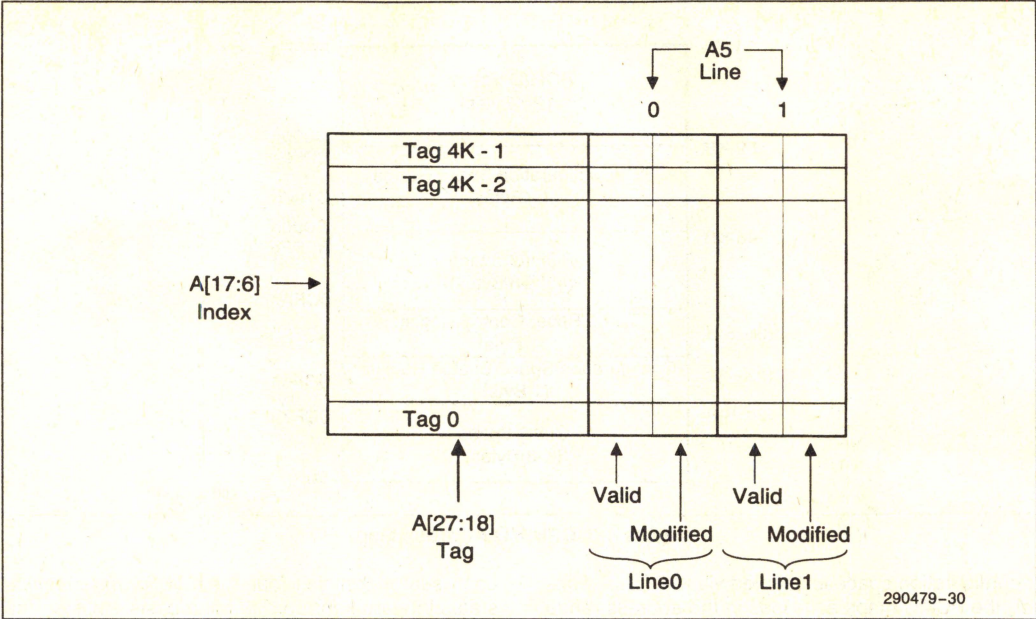 A5
Line
0 1
Tag 4K - 1
Tag 4K - 2
A[17:6]
Index
Tag 0
Valid Valid
A[27:18]
Tag
Modified Modified
Line0 Line1
290479-30